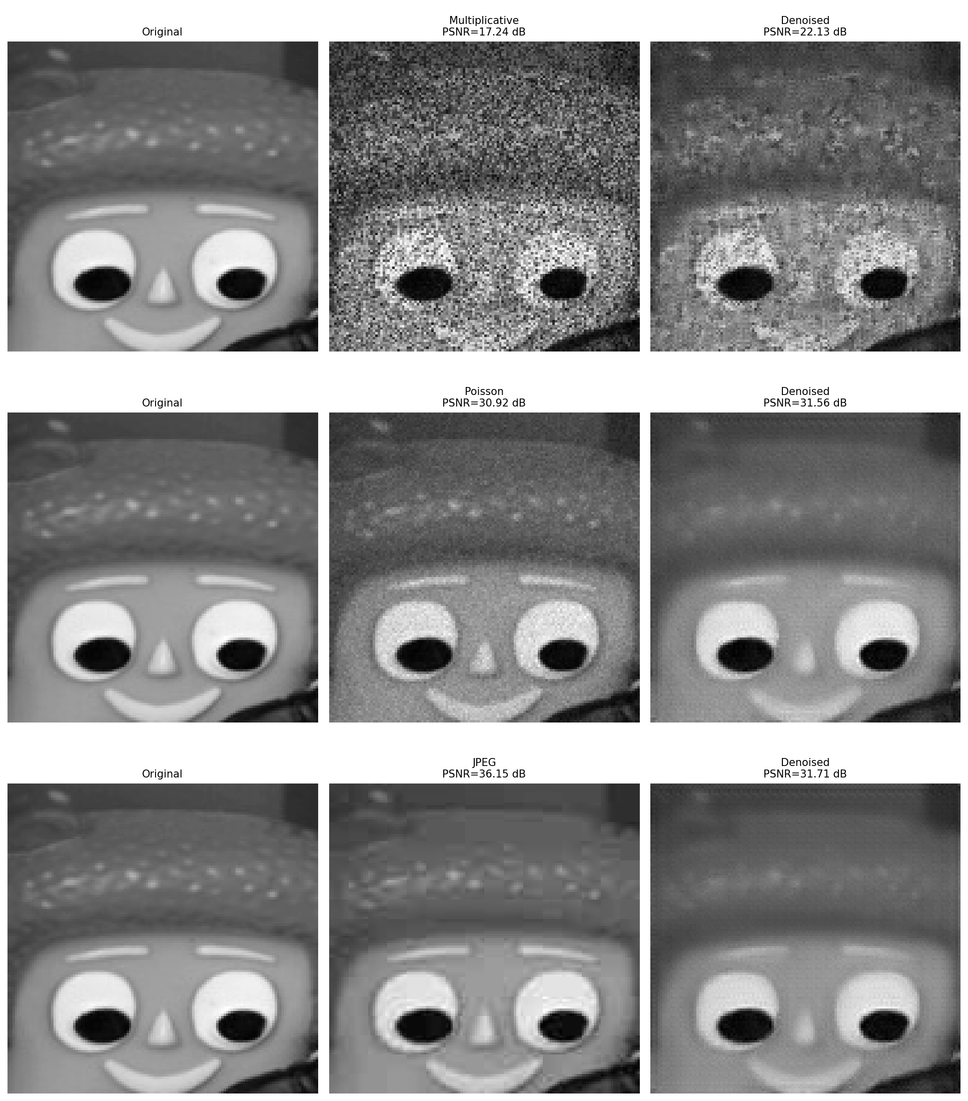 Original
Multiplicative
PSNR=17.24 dB
Denoised
PSNR=22.13 dB
Original
Poisson
PSNR=30.92 dB
Denoised
PSNR=31.56 dB
Original
JPEG
PSNR=36.15 dB
Denoised
PSNR=31.71 dB